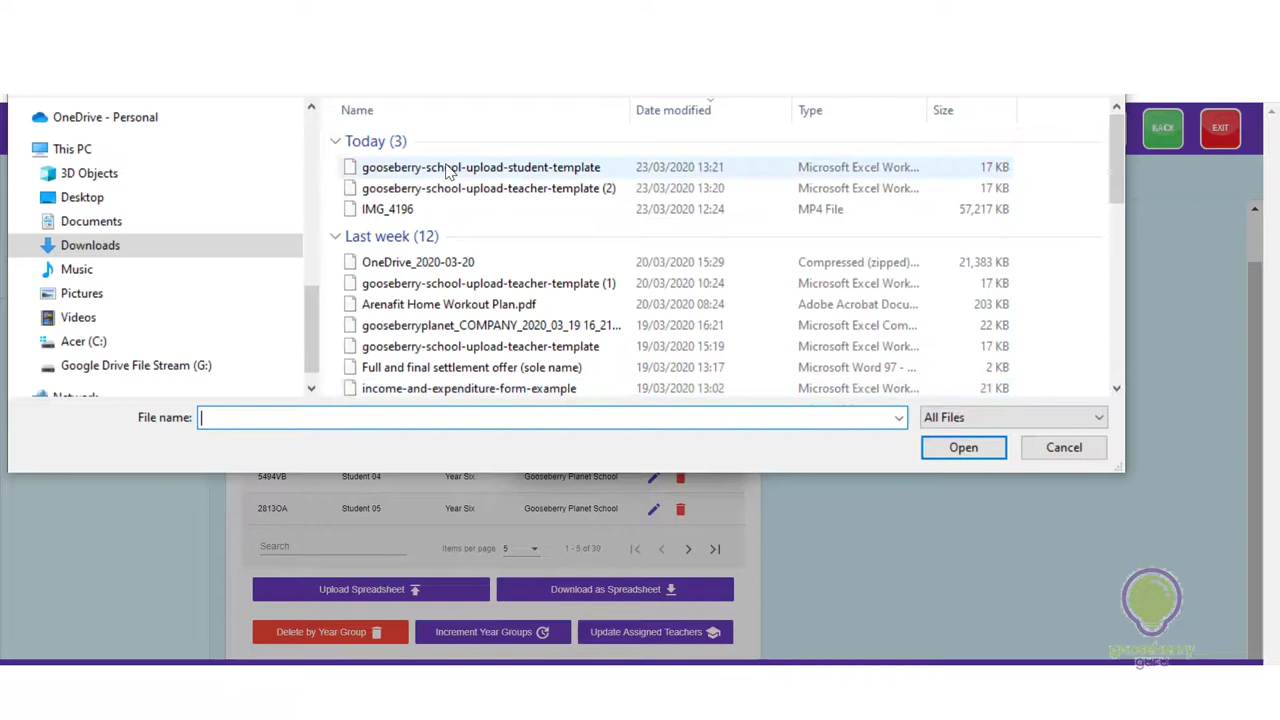 OneDrive - Personal
This PC
3D Objects
Desktop
Documents
Downloads
Music
Pictures
Videos
Acer (C:)
Google Drive File Stream (G:)
Name Date modified Type Size
Today (3)
gooseberry-school-upload-student-template 23/03/2020 13:21 Microsoft Excel Work... 17 KB
gooseberry-school-upload-teacher-template (2) 23/03/2020 13:20 Microsoft Excel Work... 17 KB
IMG_4196 23/03/2020 12:24 MP4 File 57,217 KB
Last week (12)
OneDrive_2020-03-20 20/03/2020 15:29 Compressed (zipped)... 21,383 KB
gooseberry-school-upload-teacher-template (1) 20/03/2020 10:24 Microsoft Excel Work... 17 KB
Arenafit Home Workout Plan.pdf 20/03/2020 08:24 Adobe Acrobat Docu... 203 KB
gooseberryplanet_COMPANY_2020_03_19 16_21... 19/03/2020 16:21 Microsoft Excel Com... 22 KB
gooseberry-school-upload-teacher-template 19/03/2020 15:19 Microsoft Excel Work... 17 KB
Full and final settlement offer (sole name) 19/03/2020 13:17 Microsoft Word 97 - ... 2 KB
income-and-expenditure-form-example 19/03/2020 13:02 Microsoft Excel Work... 21 KB
BACK EXIT
File name: All Files
Open Cancel
5494VB Student 04 Year Six Gooseberry Planet School
2813OA Student 05 Year Six Gooseberry Planet School
Search Items per page 5 1 - 5 of 30
Upload Spreadsheet Download as Spreadsheet
Delete by Year Group Increment Year Groups Update Assigned Teachers
gooseberry
guru